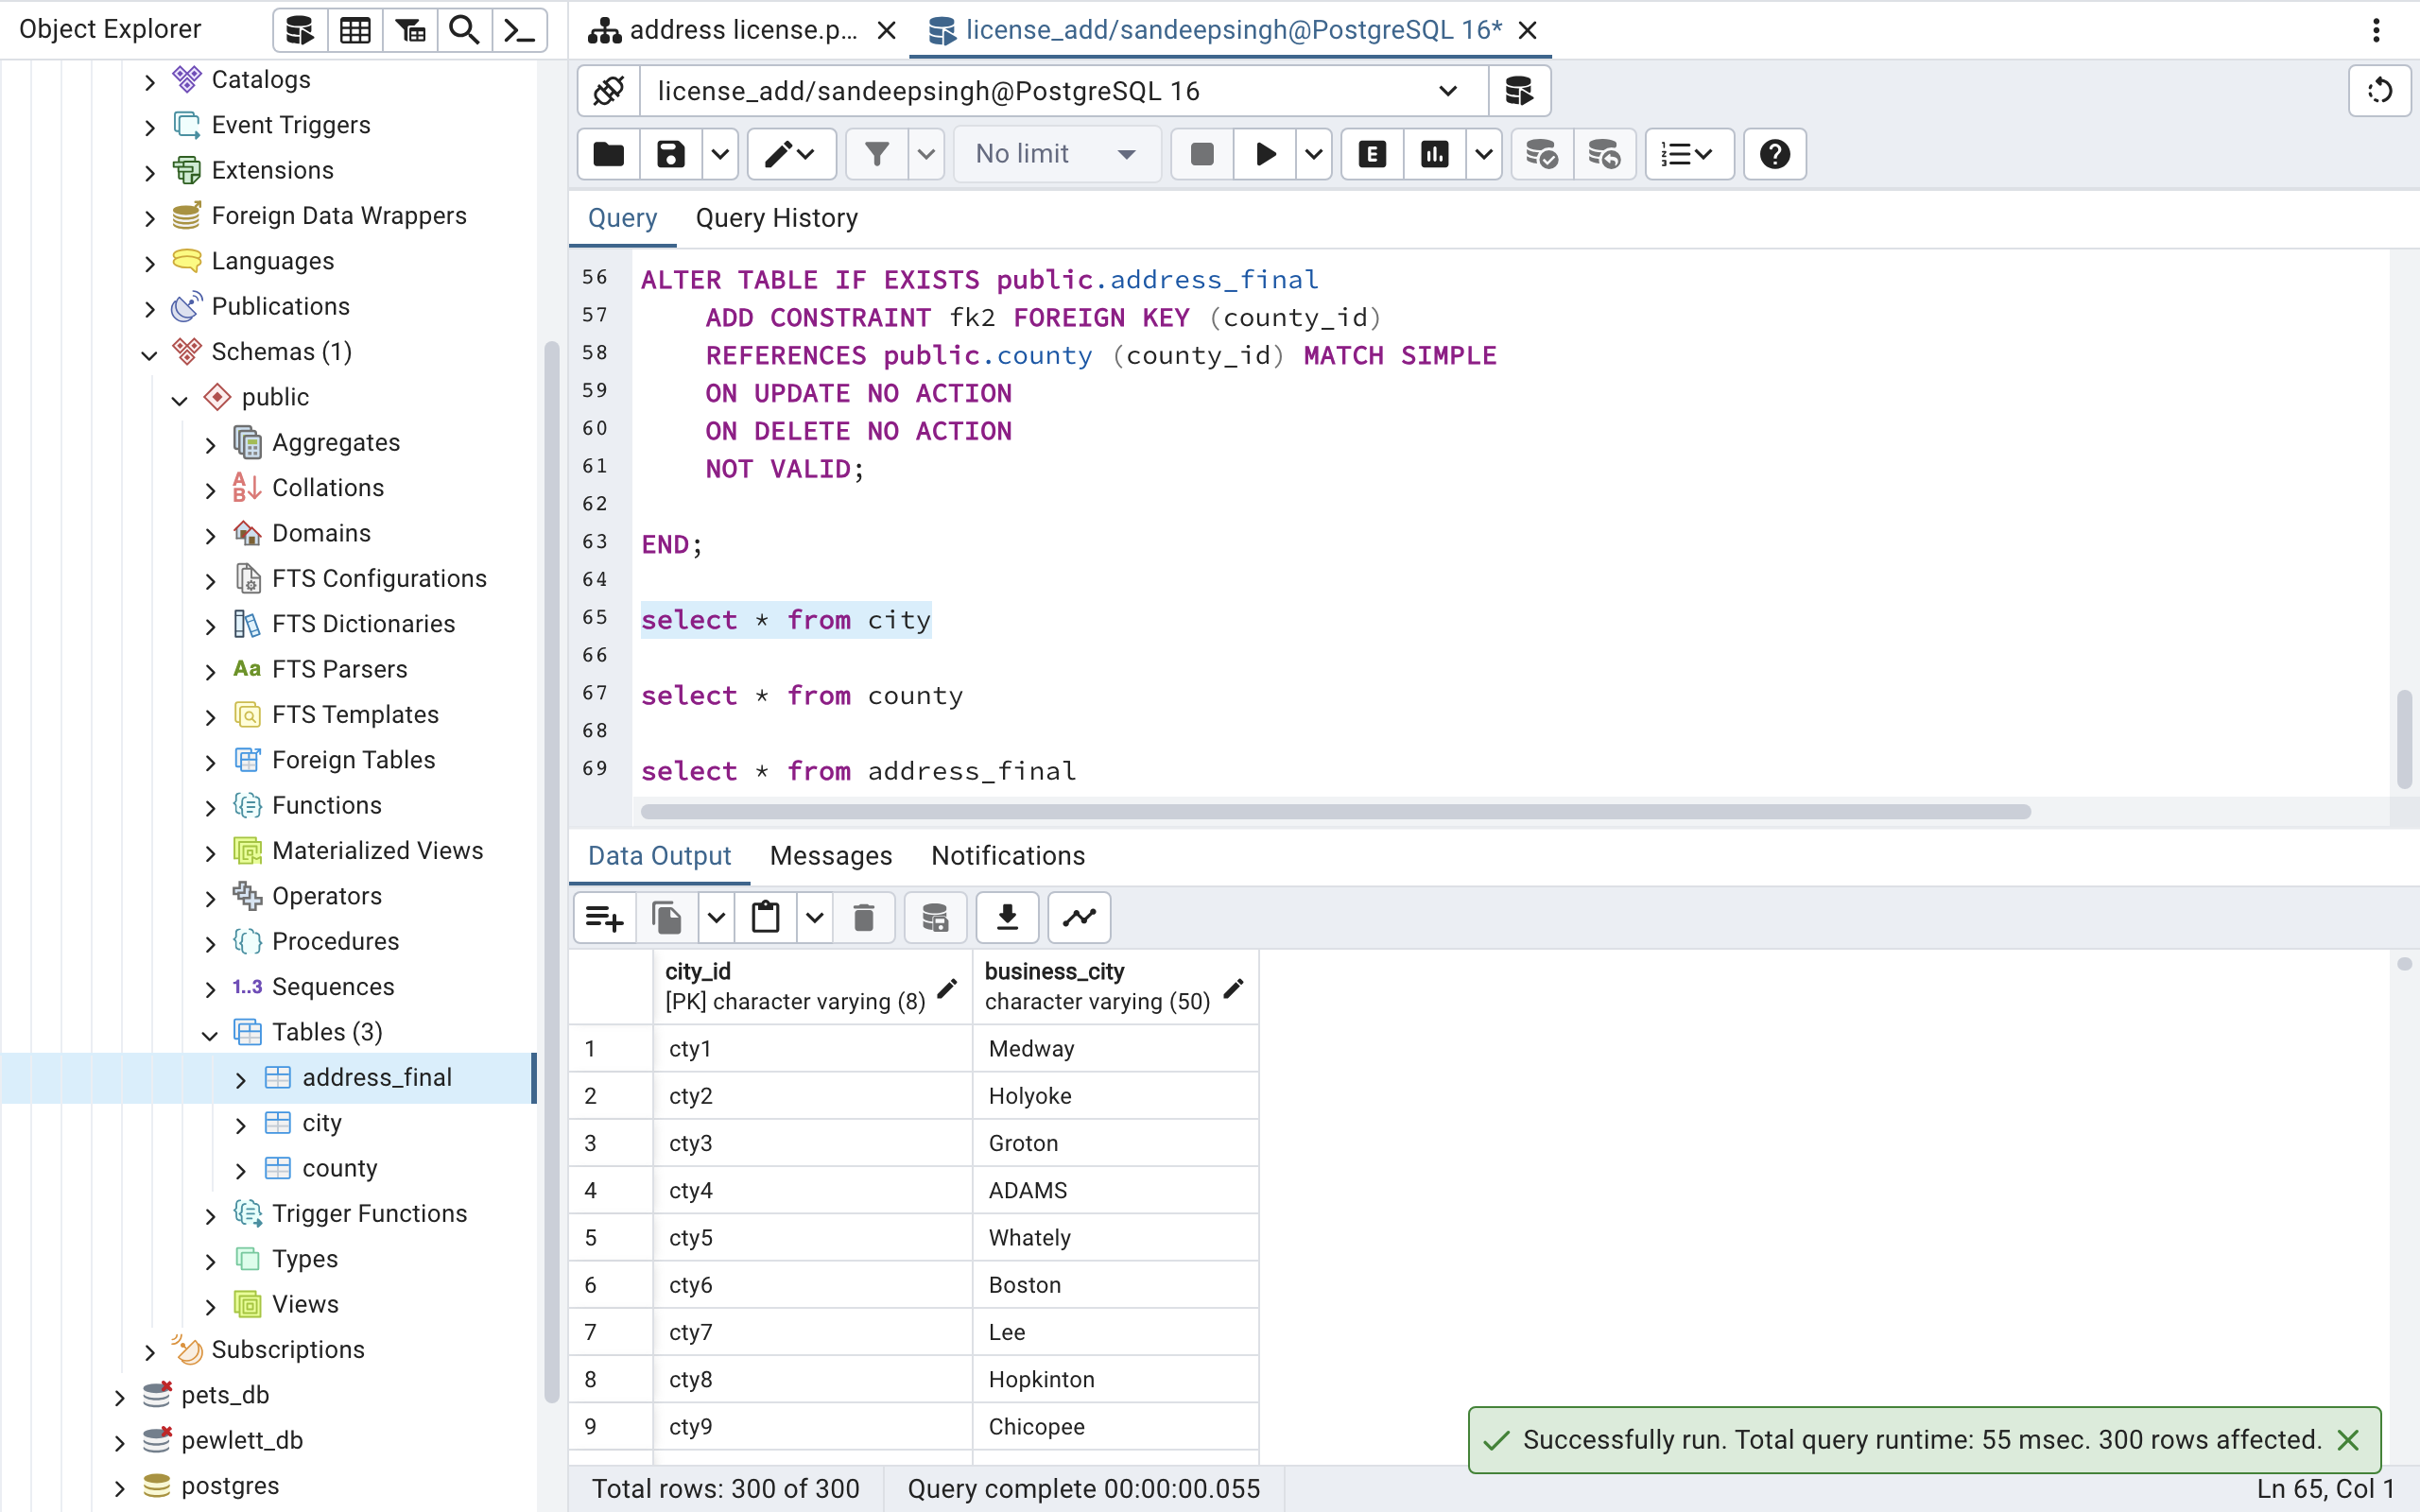 Object Explorer
address license.p...
license_add/sandeepsingh@PostgreSQL 16*
license_add/sandeepsingh@PostgreSQL 16
No limit
E
Query
Query History
Catalogs
Event Triggers
Extensions
Foreign Data Wrappers
Languages
Publications
Schemas (1)
public
Aggregates
Collations
Domains
FTS Configurations
FTS Dictionaries
Aa FTS Parsers
FTS Templates
Foreign Tables
Functions
Materialized Views
Operators
Procedures
1..3 Sequences
Tables (3)
address_final
city
county
Trigger Functions
Types
Views
Subscriptions
pets_db
pewlett_db
postgres
56 ALTER TABLE IF EXISTS public.address_final
57 ADD CONSTRAINT fk2 FOREIGN KEY (county_id)
58 REFERENCES public.county (county_id) MATCH SIMPLE
59 ON UPDATE NO ACTION
60 ON DELETE NO ACTION
61 NOT VALID;
62
63 END;
64
65 select * from city
66
67 select * from county
68
69 select * from address_final
Data Output
Messages
Notifications
city_id
[PK] character varying (8)
business_city
character varying (50)
1 cty1 Medway
2 cty2 Holyoke
3 cty3 Groton
4 cty4 ADAMS
5 cty5 Whately
6 cty6 Boston
7 cty7 Lee
8 cty8 Hopkinton
9 cty9 Chicopee
Successfully run. Total query runtime: 55 msec. 300 rows affected.
Total rows: 300 of 300
Query complete 00:00:00.055
Ln 65, Col 1